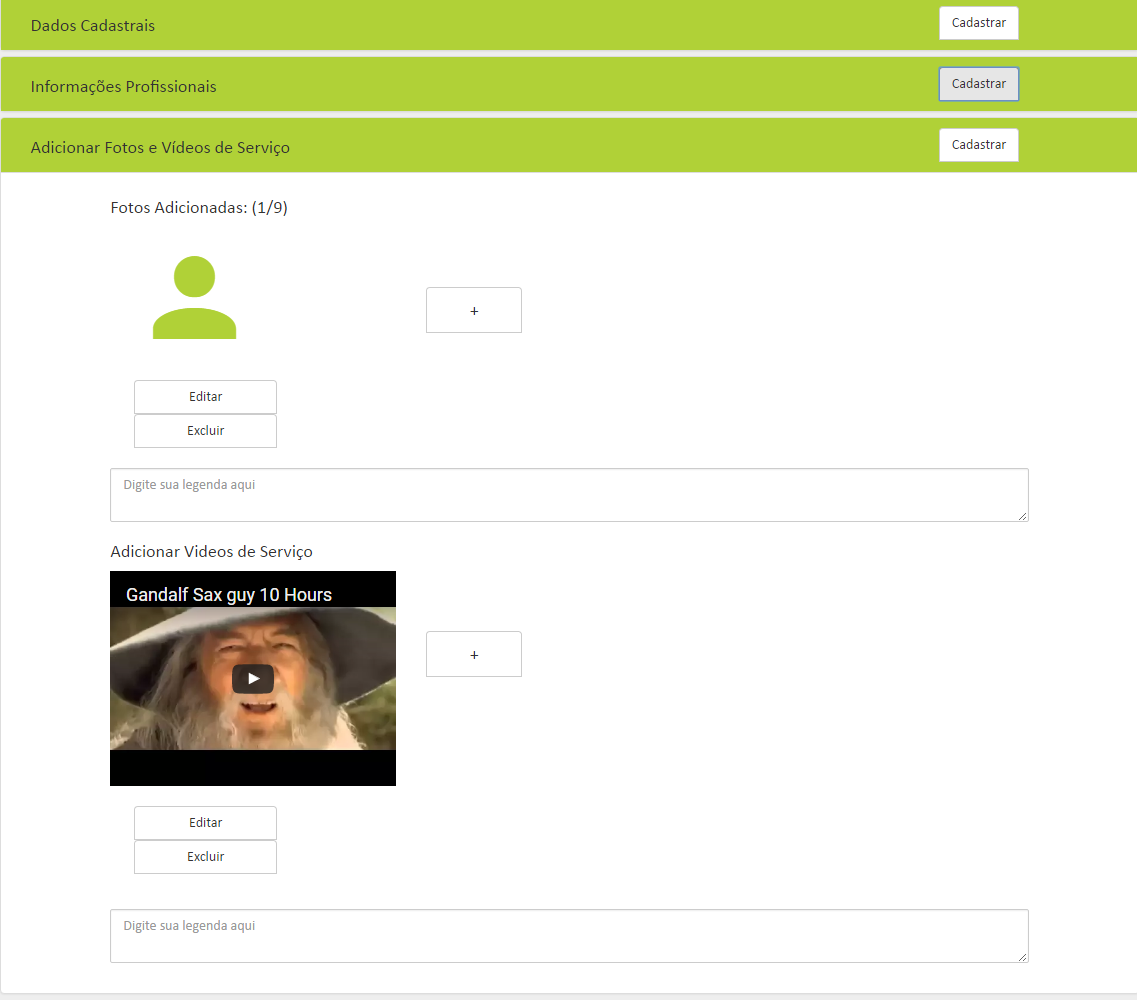 Dados Cadastrais
Cadastrar
Informações Profissionais
Cadastrar
Adicionar Fotos e Vídeos de Serviço
Cadastrar
Fotos Adicionadas: (1/9)
+
Editar
Excluir
Digite sua legenda aqui
Adicionar Videos de Serviço
Gandalf Sax guy 10 Hours
+
Editar
Excluir
Digite sua legenda aqui